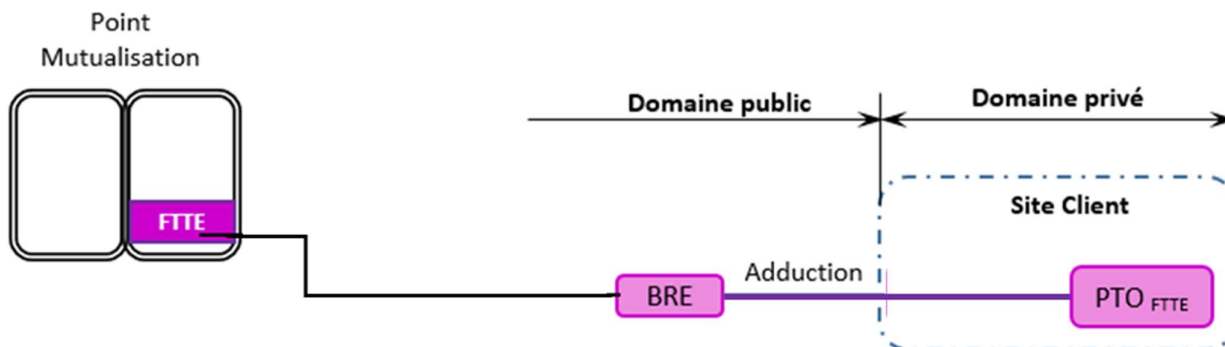 Point
Mutualisation
Domaine public
Domaine privé
Site Client
FTTE
Adduction
BRE
PTO FTTE